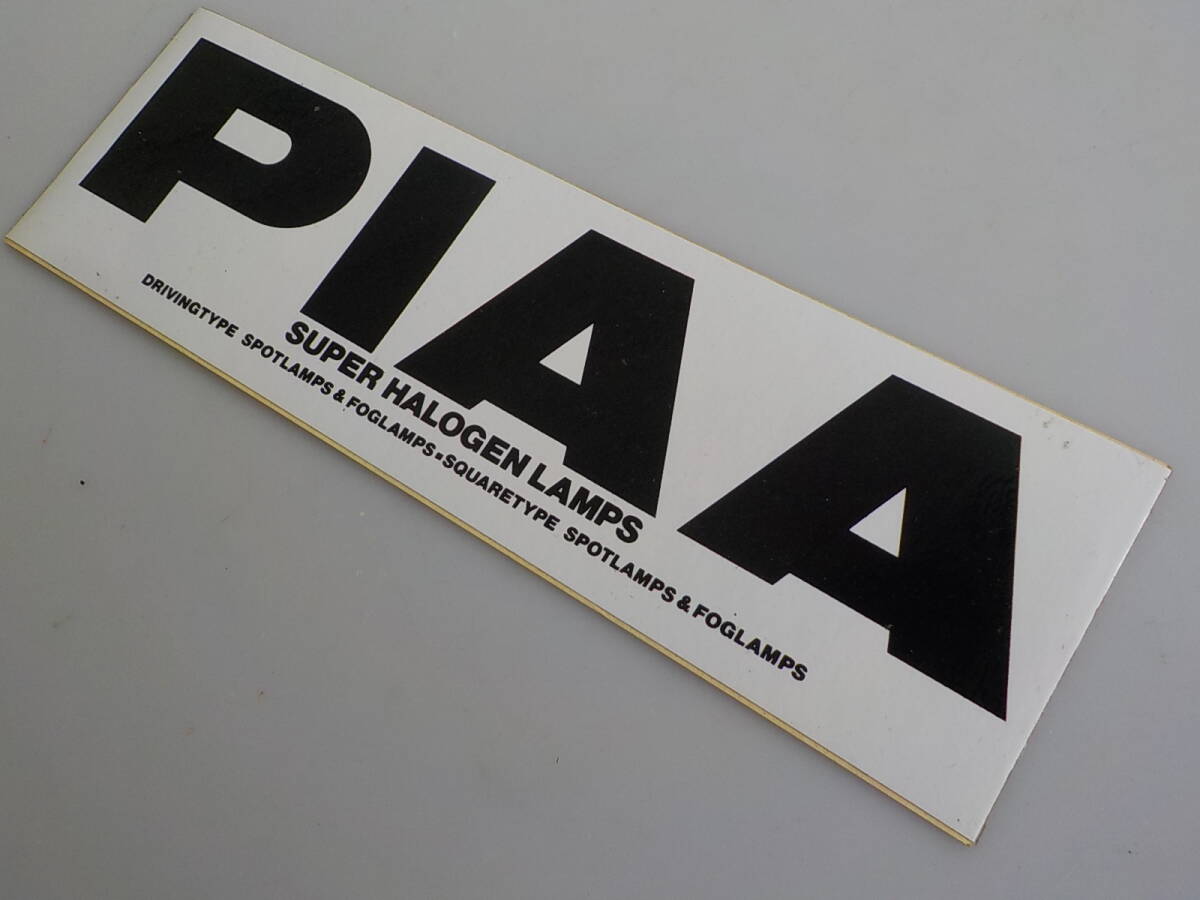 PIAA
SUPER HALOGEN LAMPS
DRIVINGTYPE SPOTLAMPS & FOGLAMPS▪SQUARETYPE SPOTLAMPS & FOGLAMPS